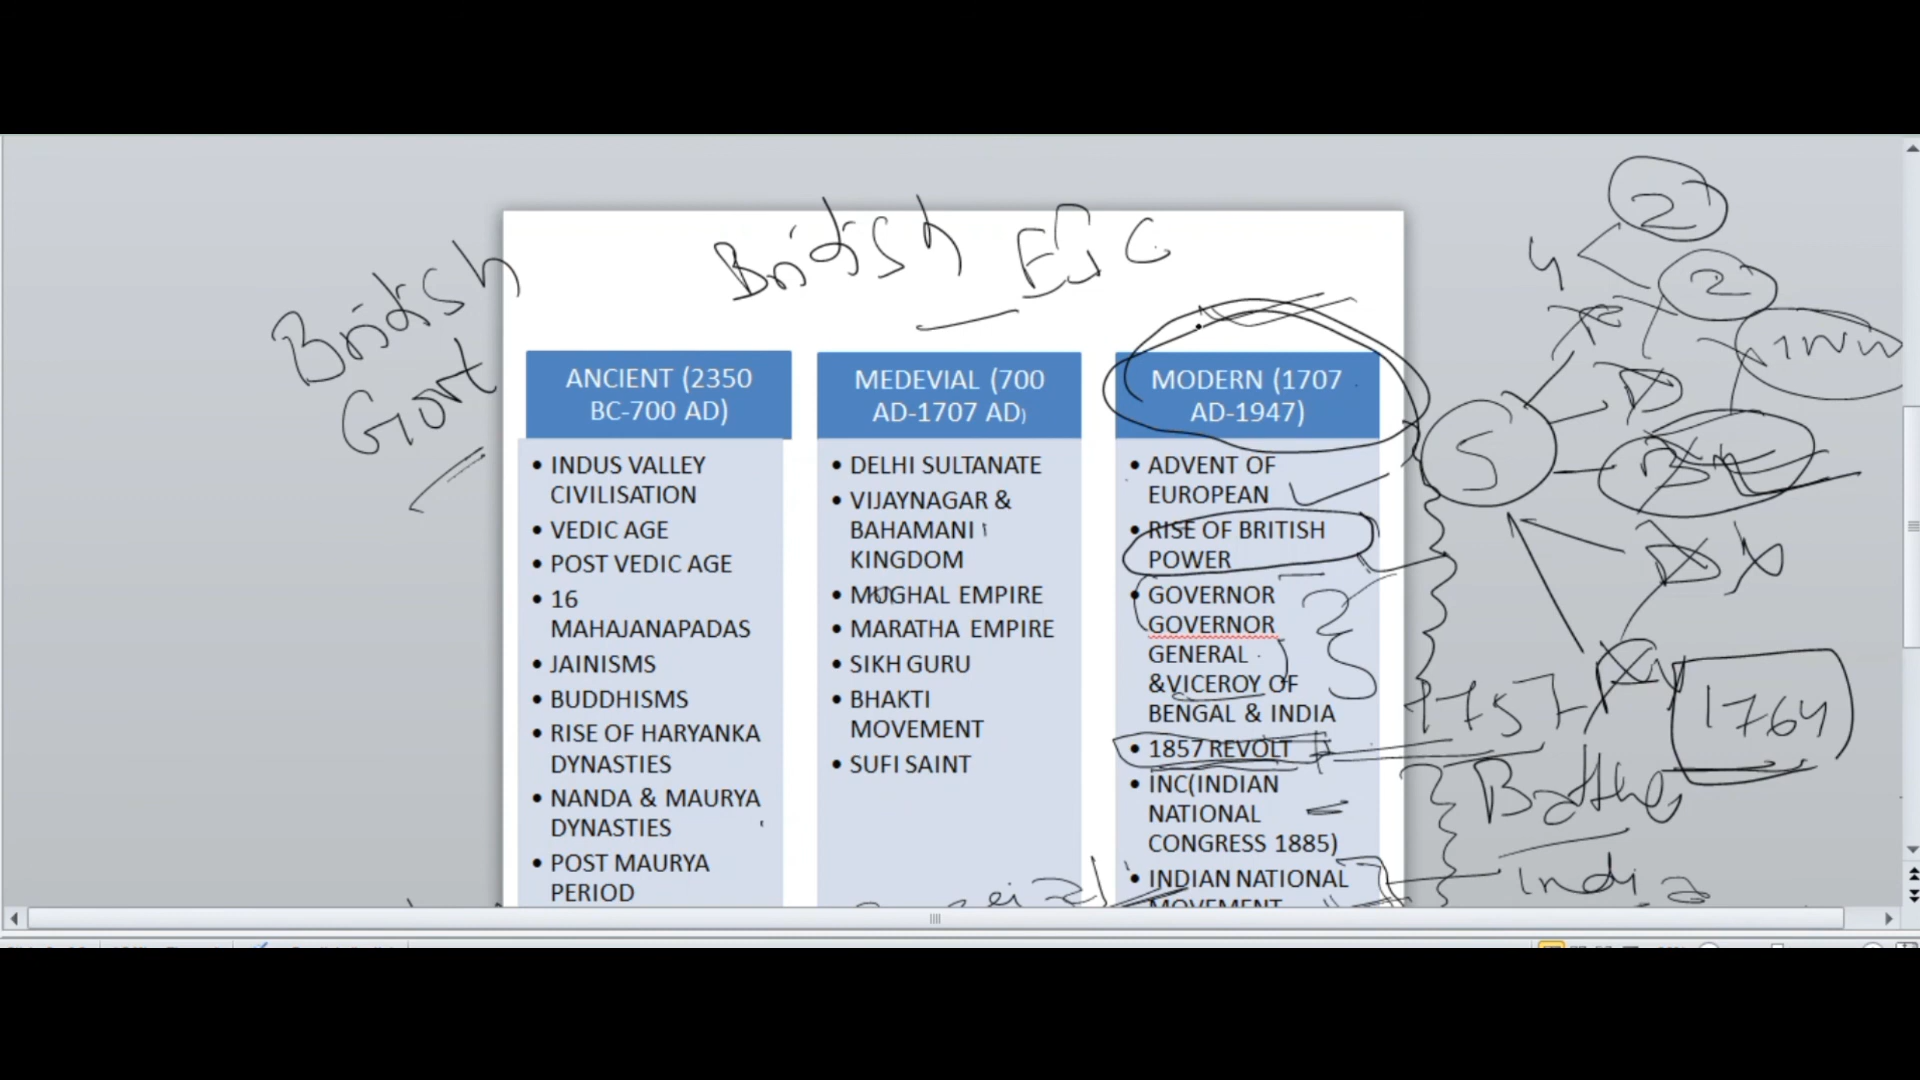 British EIC
British
Govt
ANCIENT (2350
BC-700 AD)
• INDUS VALLEY
CIVILISATION
• VEDIC AGE
• POST VEDIC AGE
• 16
MAHAJANAPADAS
• JAINISMS
• BUDDHISMS
• RISE OF HARYANKA
DYNASTIES
• NANDA & MAURYA
DYNASTIES
• POST MAURYA
PERIOD
MEDEVIAL (700
AD-1707 AD)
• DELHI SULTANATE
• VIJAYNAGAR &
BAHAMANI
KINGDOM
• MUGHAL EMPIRE
• MARATHA EMPIRE
• SIKH GURU
• BHAKTI
MOVEMENT
• SUFI SAINT
MODERN (1707
AD-1947)
• ADVENT OF
EUROPEAN
• RISE OF BRITISH
POWER
• GOVERNOR
GOVERNOR
GENERAL
&VICEROY OF
BENGAL & INDIA
• 1857 REVOLT
• INC(INDIAN
NATIONAL
CONGRESS 1885)
• INDIAN NATIONAL
MOVEMENT
2
4
2
5
1757
1764
India